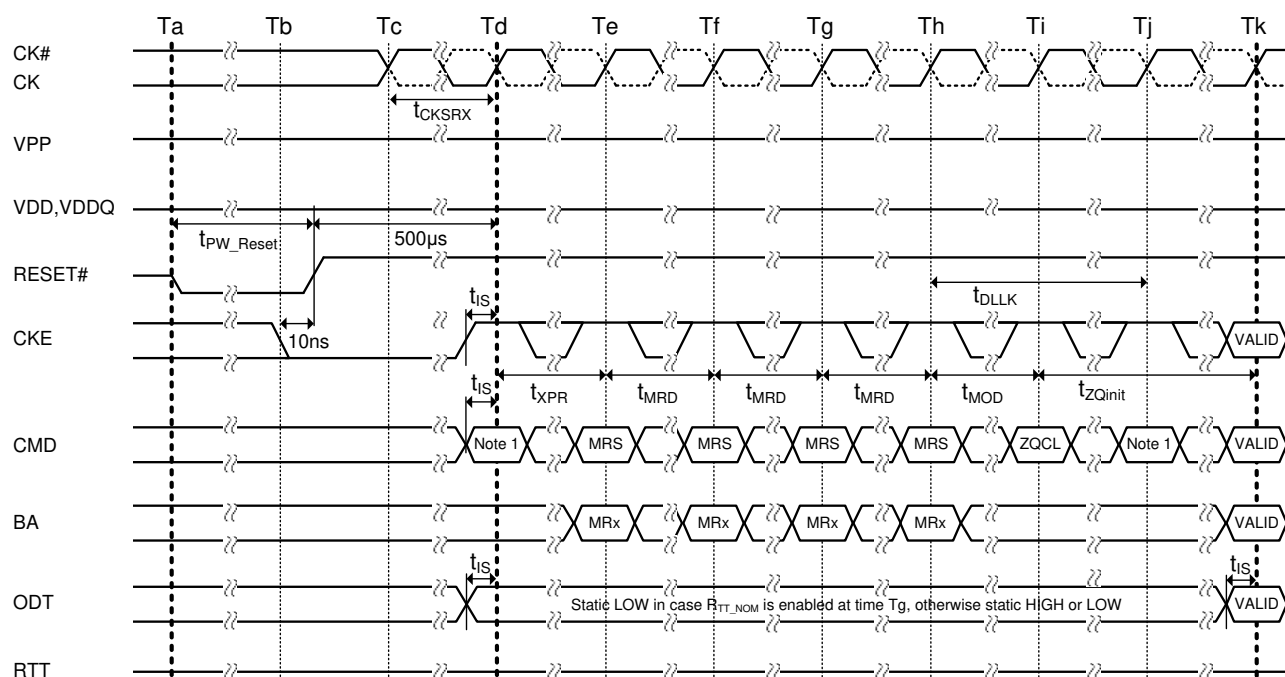 Ta Tb Tc Td Te Tf Tg Th Ti Tj Tk
CK#
CK
tCKSRX
VPP
VDD,VDDQ
tPW_Reset 500µs
RESET#
tDLLK
tIS
CKE 10ns VALID
tIS tXPR tMRD tMRD tMRD tMOD tZQinit
CMD Note 1 MRS MRS MRS MRS ZQCL Note 1 VALID
BA MRx MRx MRx MRx VALID
tIS tIS
ODT Static LOW in case RTT_NOM is enabled at time Tg, otherwise static HIGH or LOW VALID
RTT